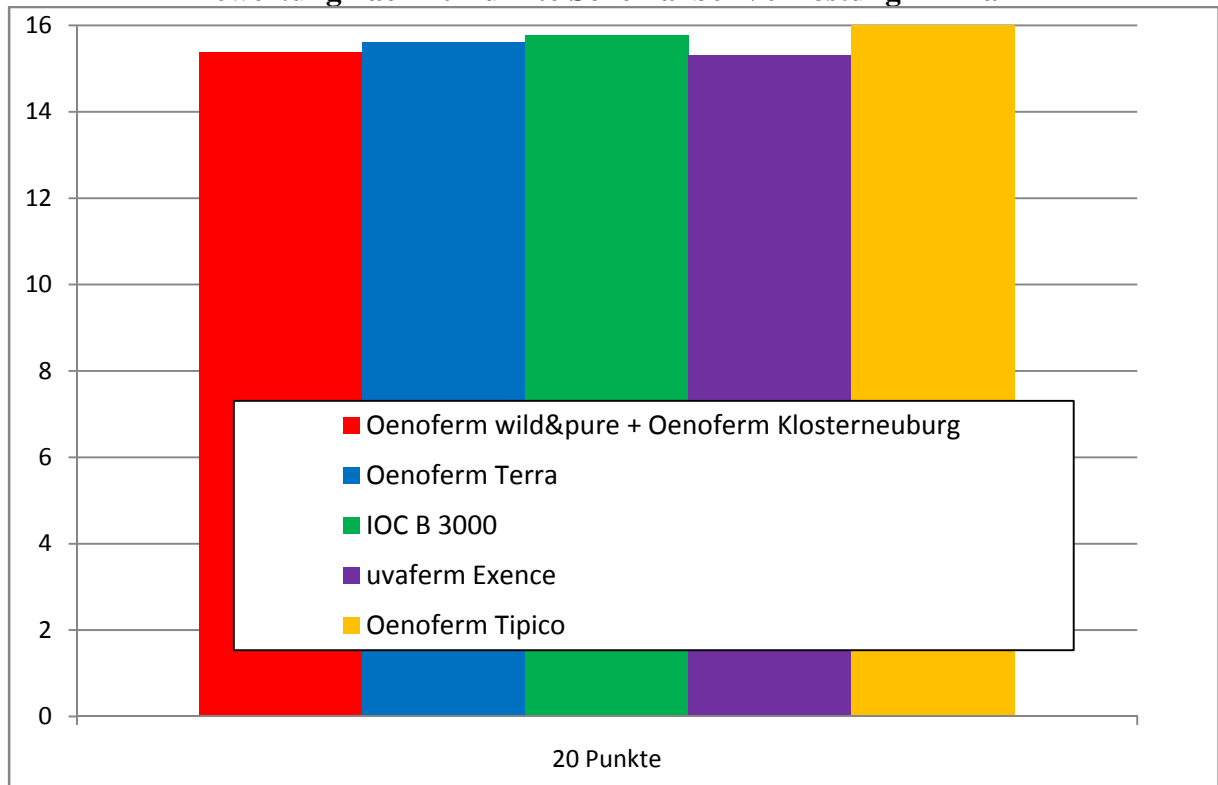 16
14
12
10
8
6
4
2
0
Oenoferm wild&pure + Oenoferm Klosterneuburg
Oenoferm Terra
IOC B 3000
uvaferm Exence
Oenoferm Tipico
20 Punkte